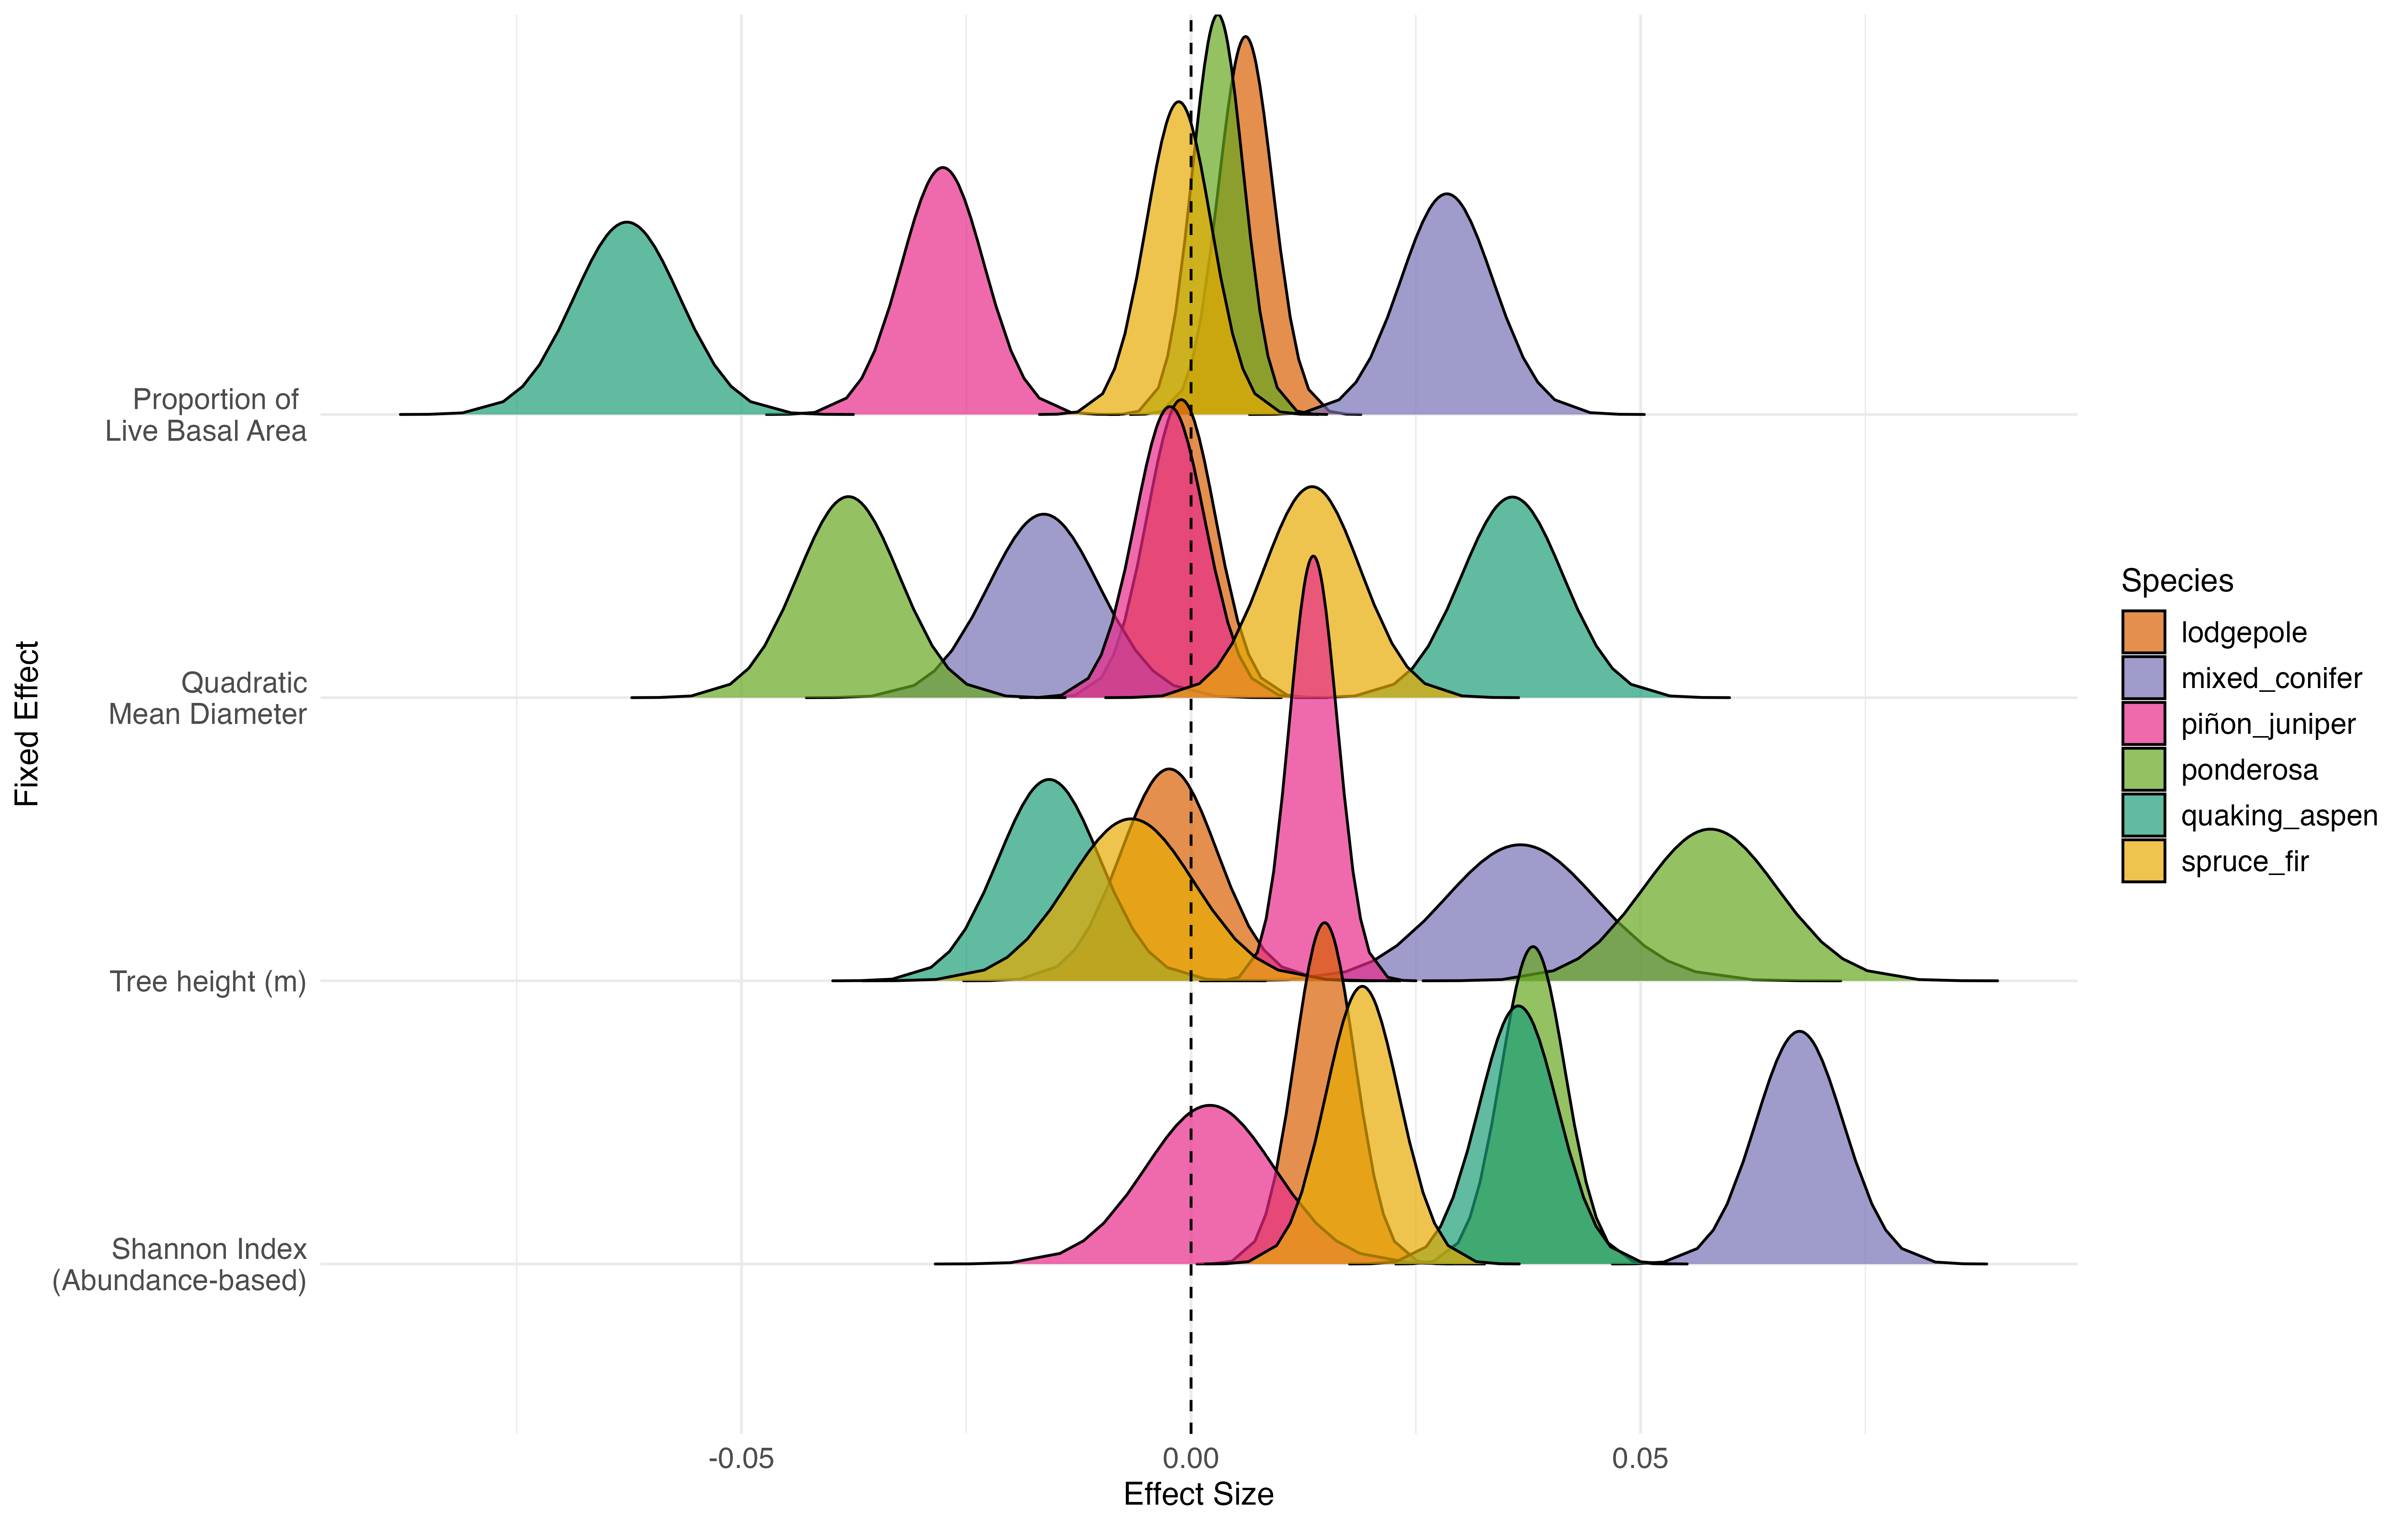 Fixed Effect
Proportion of
Live Basal Area
Quadratic
Mean Diameter
Tree height (m)
Shannon Index
(Abundance-based)
-0.05
0.00
0.05
Effect Size
Species
lodgepole
mixed_conifer
piñon_juniper
ponderosa
quaking_aspen
spruce_fir